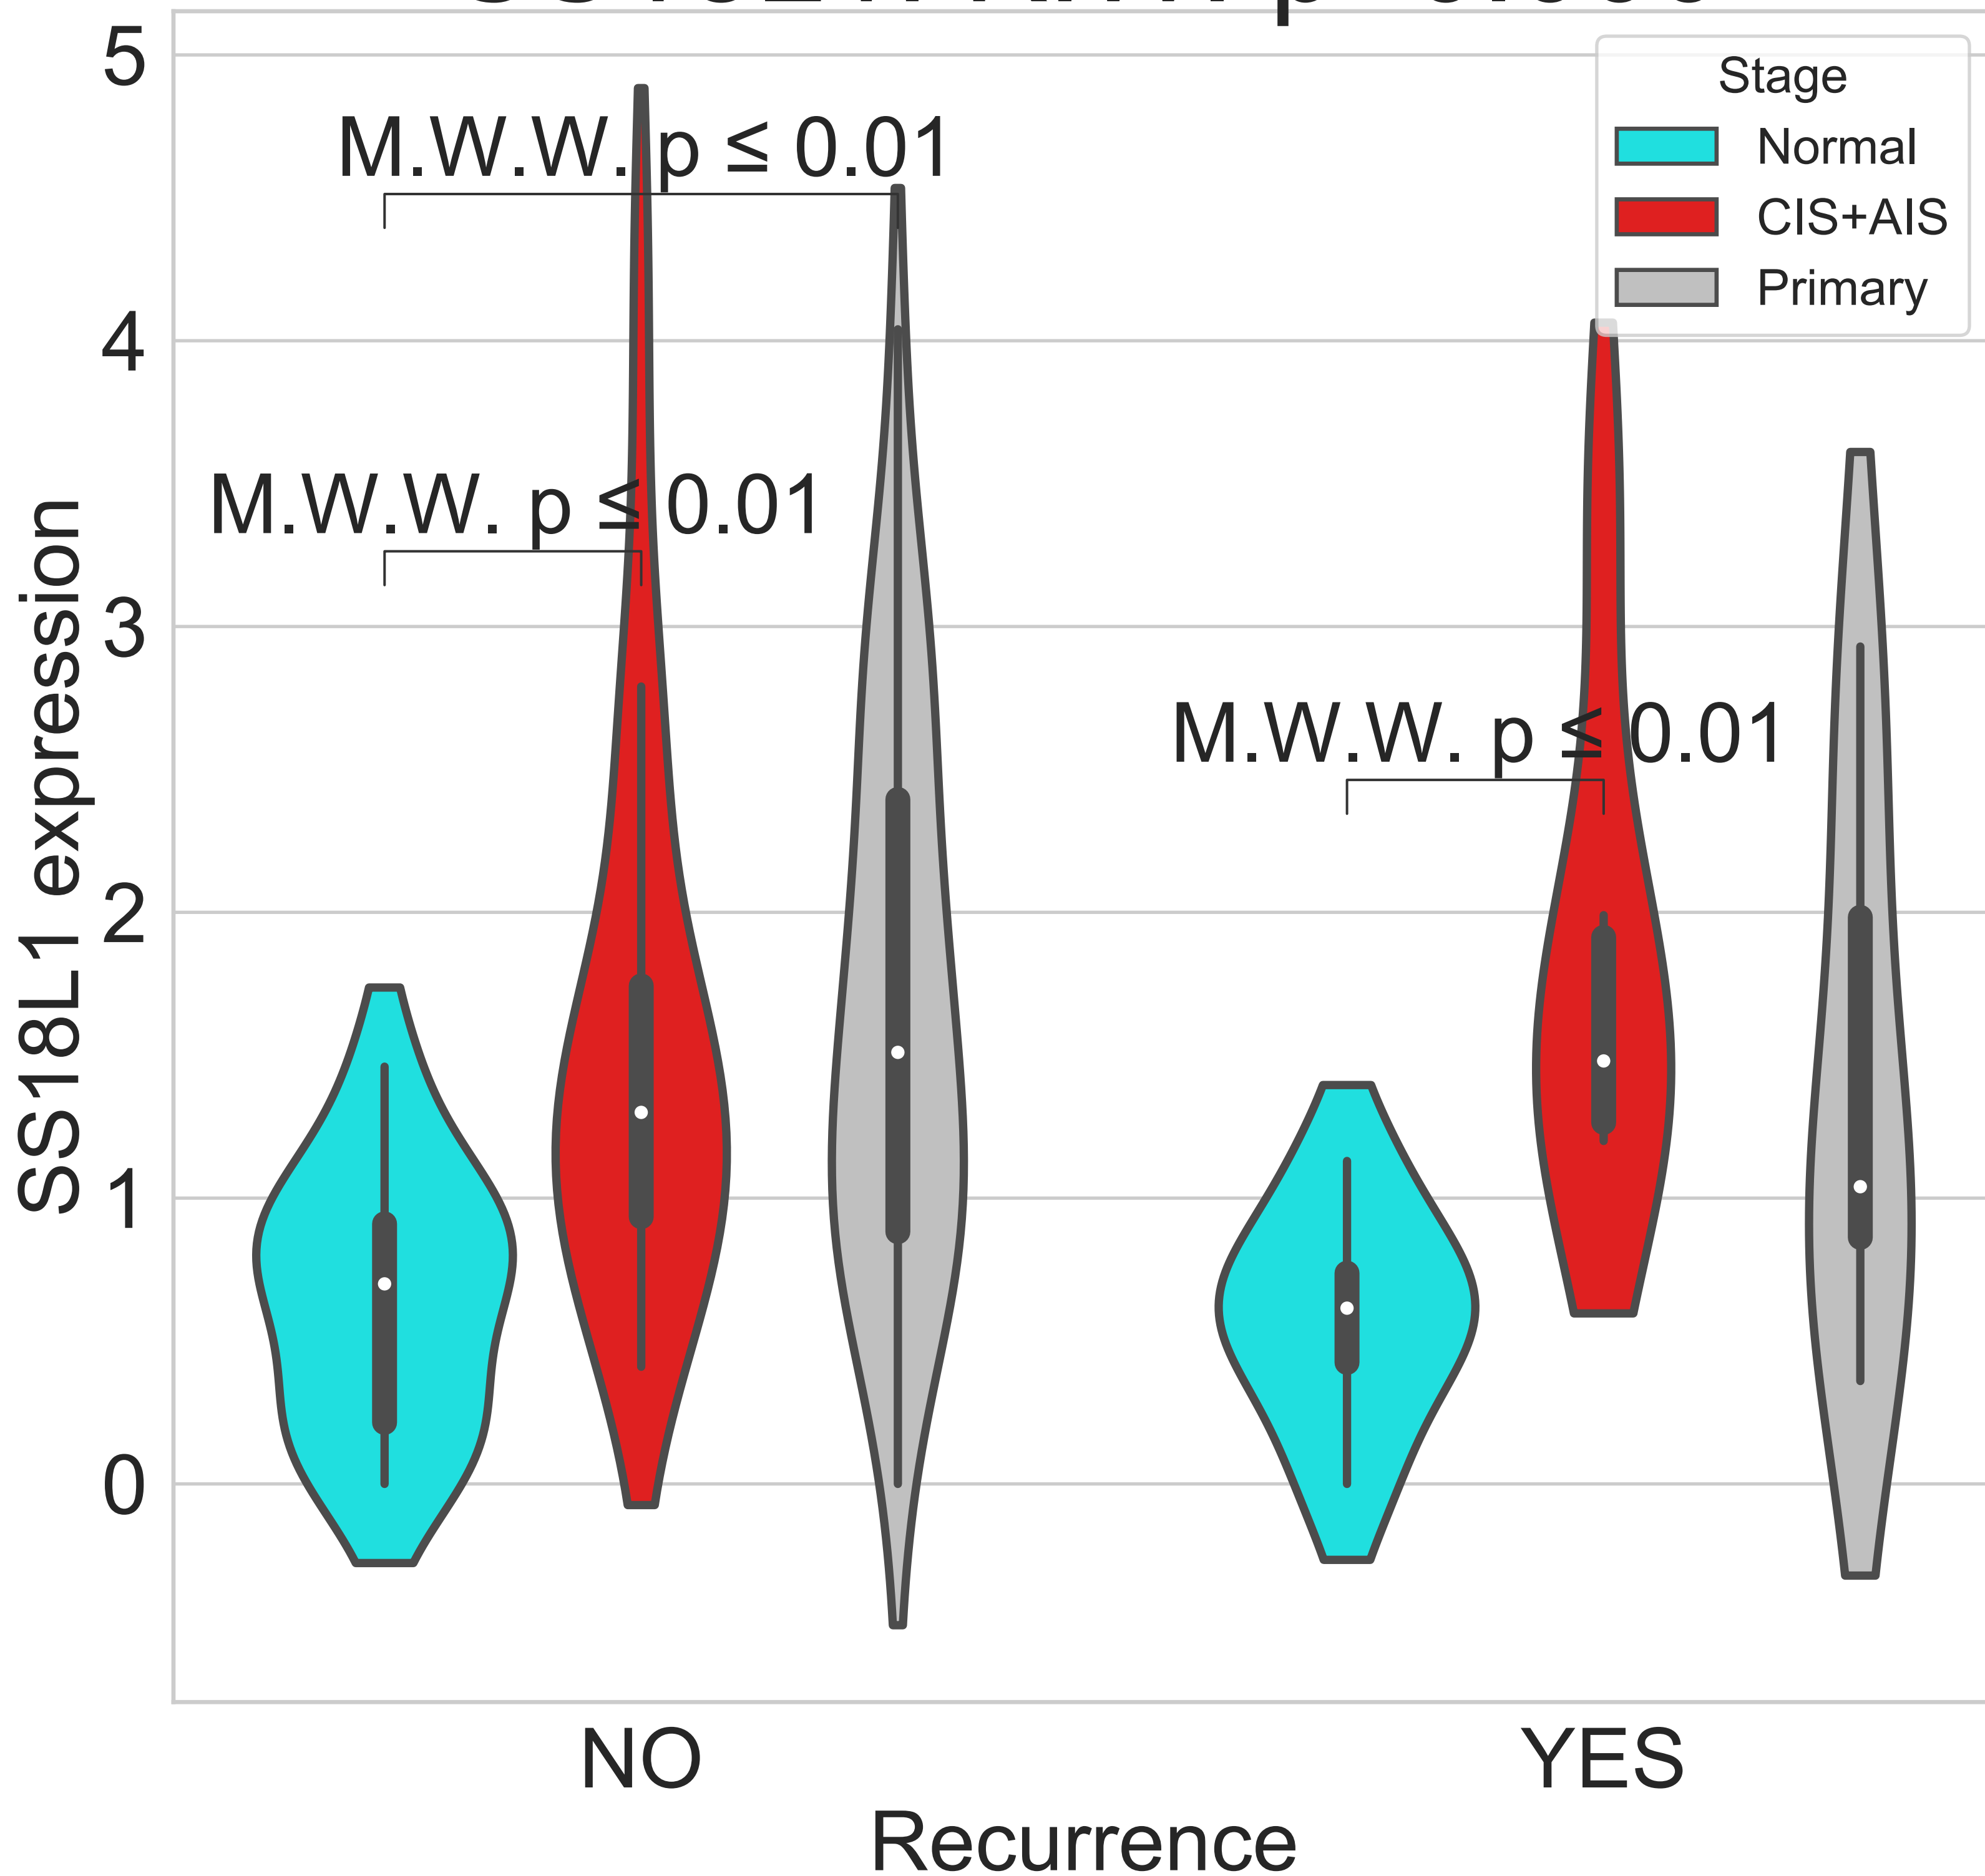 5
Stage
Normal
CIS+AIS
Primary
M.W.W. p ≤ 0.01
4
M.W.W. p ≤ 0.01
3
M.W.W. p ≤ 0.01
2
1
0
SS18L1 expression
NO
YES
Recurrence